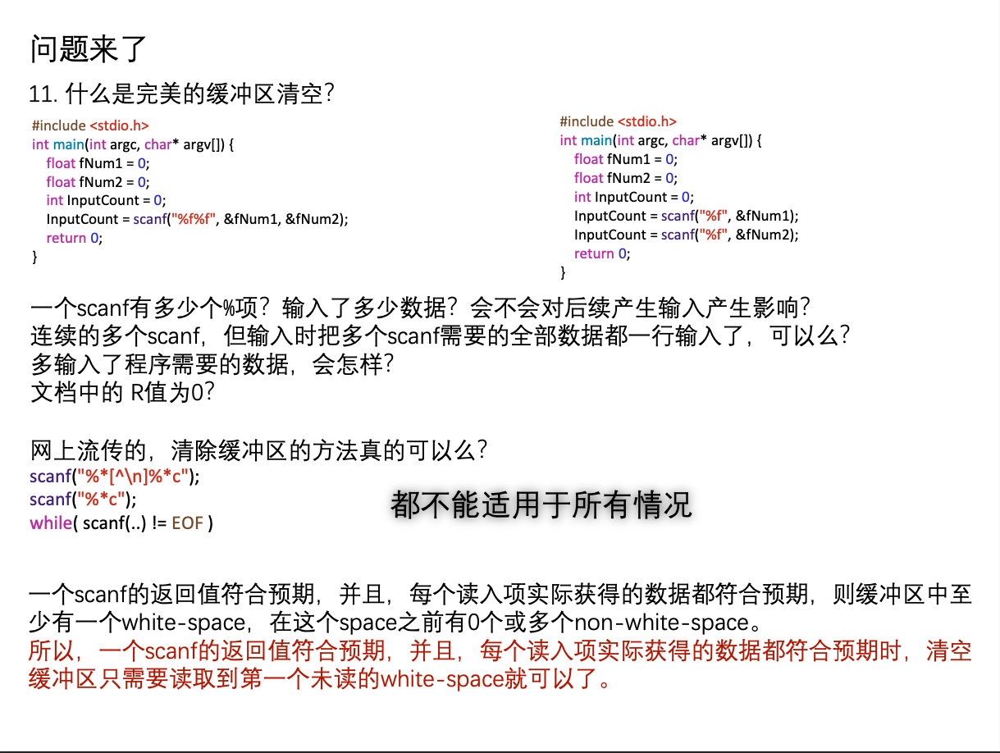 问题来了
11. 什么是完美的缓冲区清空？
#include <stdio.h>
int main(int argc, char* argv[]) {
float fNum1 = 0;
float fNum2 = 0;
int InputCount = 0;
InputCount = scanf("%f%f", &fNum1, &fNum2);
return 0;
}
#include <stdio.h>
int main(int argc, char* argv[]) {
float fNum1 = 0;
float fNum2 = 0;
int InputCount = 0;
InputCount = scanf("%f", &fNum1);
InputCount = scanf("%f", &fNum2);
return 0;
}
一个scanf有多少个%项？输入了多少数据？会不会对后续产生输入产生影响？
连续的多个scanf，但输入时把多个scanf需要的全部数据都一行输入了，可以么？
多输入了程序需要的数据，会怎样？
文档中的 R值为0？
网上流传的，清除缓冲区的方法真的可以么？
scanf("%*[^\n]%*c");
scanf("%*c");
while( scanf(..) != EOF )
都不能适用于所有情况
一个scanf的返回值符合预期，并且，每个读入项实际获得的数据都符合预期，则缓冲区中至
少有一个white-space，在这个space之前有0个或多个non-white-space。
所以，一个scanf的返回值符合预期，并且，每个读入项实际获得的数据都符合预期时，清空
缓冲区只需要读取到第一个未读的white-space就可以了。